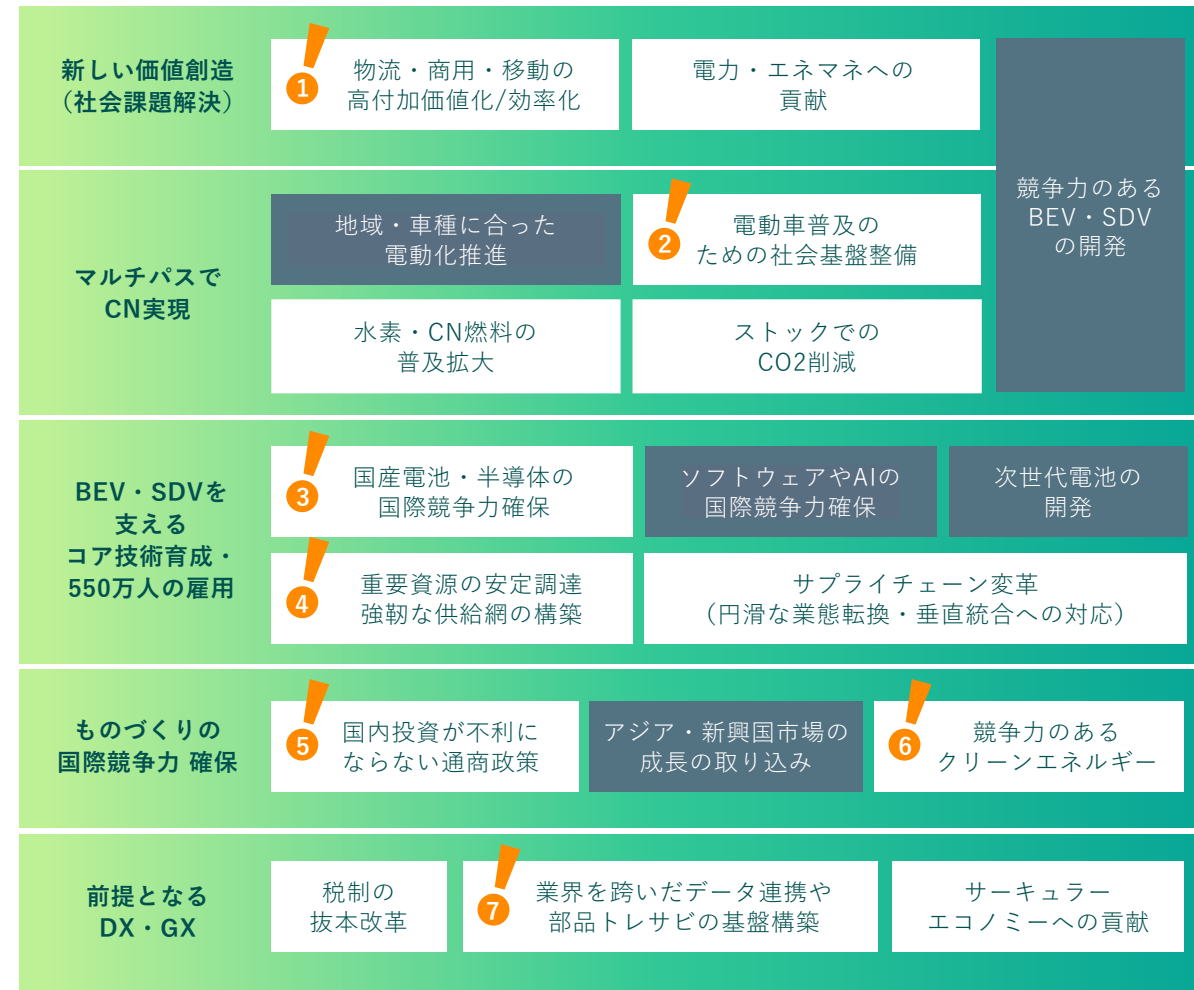 新しい価値創造
（社会課題解決）
1
物流・商用・移動の
高付加価値化/効率化
電力・エネマネへの
貢献
競争力のある
BEV・SDV
の開発
マルチパスで
CN実現
地域・車種に合った
電動化推進
2
電動車普及の
ための社会基盤整備
水素・CN燃料の
普及拡大
ストックでの
CO2削減
BEV・SDVを
支える
コア技術育成・
550万人の雇用
3
国産電池・半導体の
国際競争力確保
ソフトウェアやAIの
国際競争力確保
次世代電池の
開発
4
重要資源の安定調達
強靭な供給網の構築
サプライチェーン変革
（円滑な業態転換・垂直統合への対応）
ものづくりの
国際競争力 確保
5
国内投資が不利に
ならない通商政策
アジア・新興国市場の
成長の取り込み
6
競争力のある
クリーンエネルギー
前提となる
DX・GX
税制の
抜本改革
7
業界を跨いだデータ連携や
部品トレサビの基盤構築
サーキュラー
エコノミーへの貢献